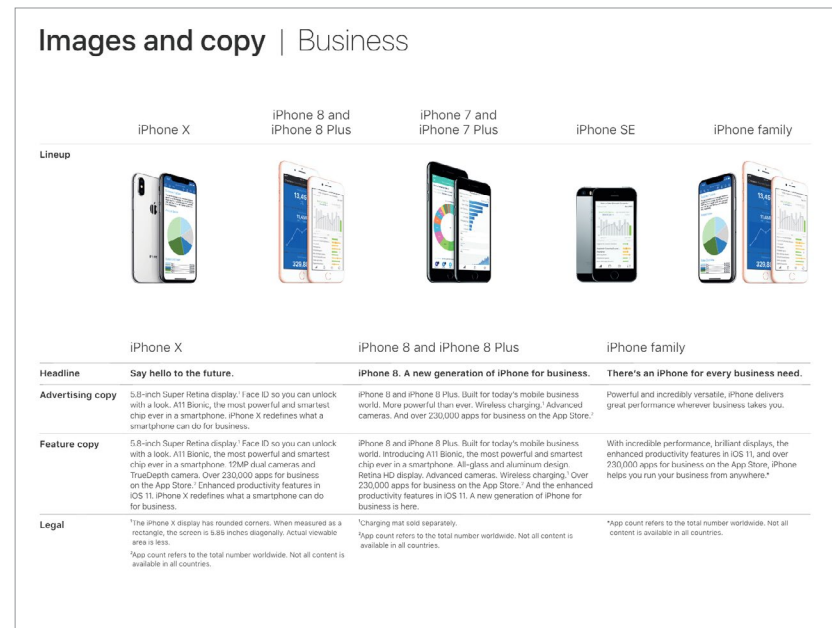 Images and copy | Business
iPhone X
iPhone 8 and
iPhone 8 Plus
iPhone 7 and
iPhone 7 Plus
iPhone SE
iPhone family
Lineup
iPhone X
iPhone 8 and iPhone 8 Plus
iPhone family
Headline
Say hello to the future.
iPhone 8. A new generation of iPhone for business.
There's an iPhone for every business need.
Advertising copy
5.8-inch Super Retina display.¹ Face ID so you can unlock
with a look. A11 Bionic, the most powerful and smartest
chip ever in a smartphone. iPhone X redefines what a
smartphone can do for business.
iPhone 8 and iPhone 8 Plus. Built for today's mobile business
world. More powerful than ever. Wireless charging.¹ Advanced
cameras. And over 230,000 apps for business on the App Store.²
Powerful and incredibly versatile, iPhone delivers
great performance wherever business takes you.
Feature copy
5.8-inch Super Retina display.¹ Face ID so you can unlock
with a look. A11 Bionic, the most powerful and smartest
chip ever in a smartphone. 12MP dual cameras and
TrueDepth camera. Over 230,000 apps for business
on the App Store.² Enhanced productivity features in
iOS 11. iPhone X redefines what a smartphone can do
for business.
iPhone 8 and iPhone 8 Plus. Built for today's mobile business
world. Introducing A11 Bionic, the most powerful and smartest
chip ever in a smartphone. All-glass and aluminum design.
Retina HD display. Advanced cameras. Wireless charging.¹ Over
230,000 apps for business on the App Store.² And the enhanced
productivity features in iOS 11. A new generation of iPhone for
business is here.
With incredible performance, brilliant displays, the
enhanced productivity features in iOS 11, and over
230,000 apps for business on the App Store, iPhone
helps you run your business from anywhere.*
Legal
¹The iPhone X display has rounded corners. When measured as a
rectangle, the screen is 5.85 inches diagonally. Actual viewable
area is less.
²App count refers to the total number worldwide. Not all content is
available in all countries.
¹Charging mat sold separately.
²App count refers to the total number worldwide. Not all content is
available in all countries.
*App count refers to the total number worldwide. Not all
content is available in all countries.